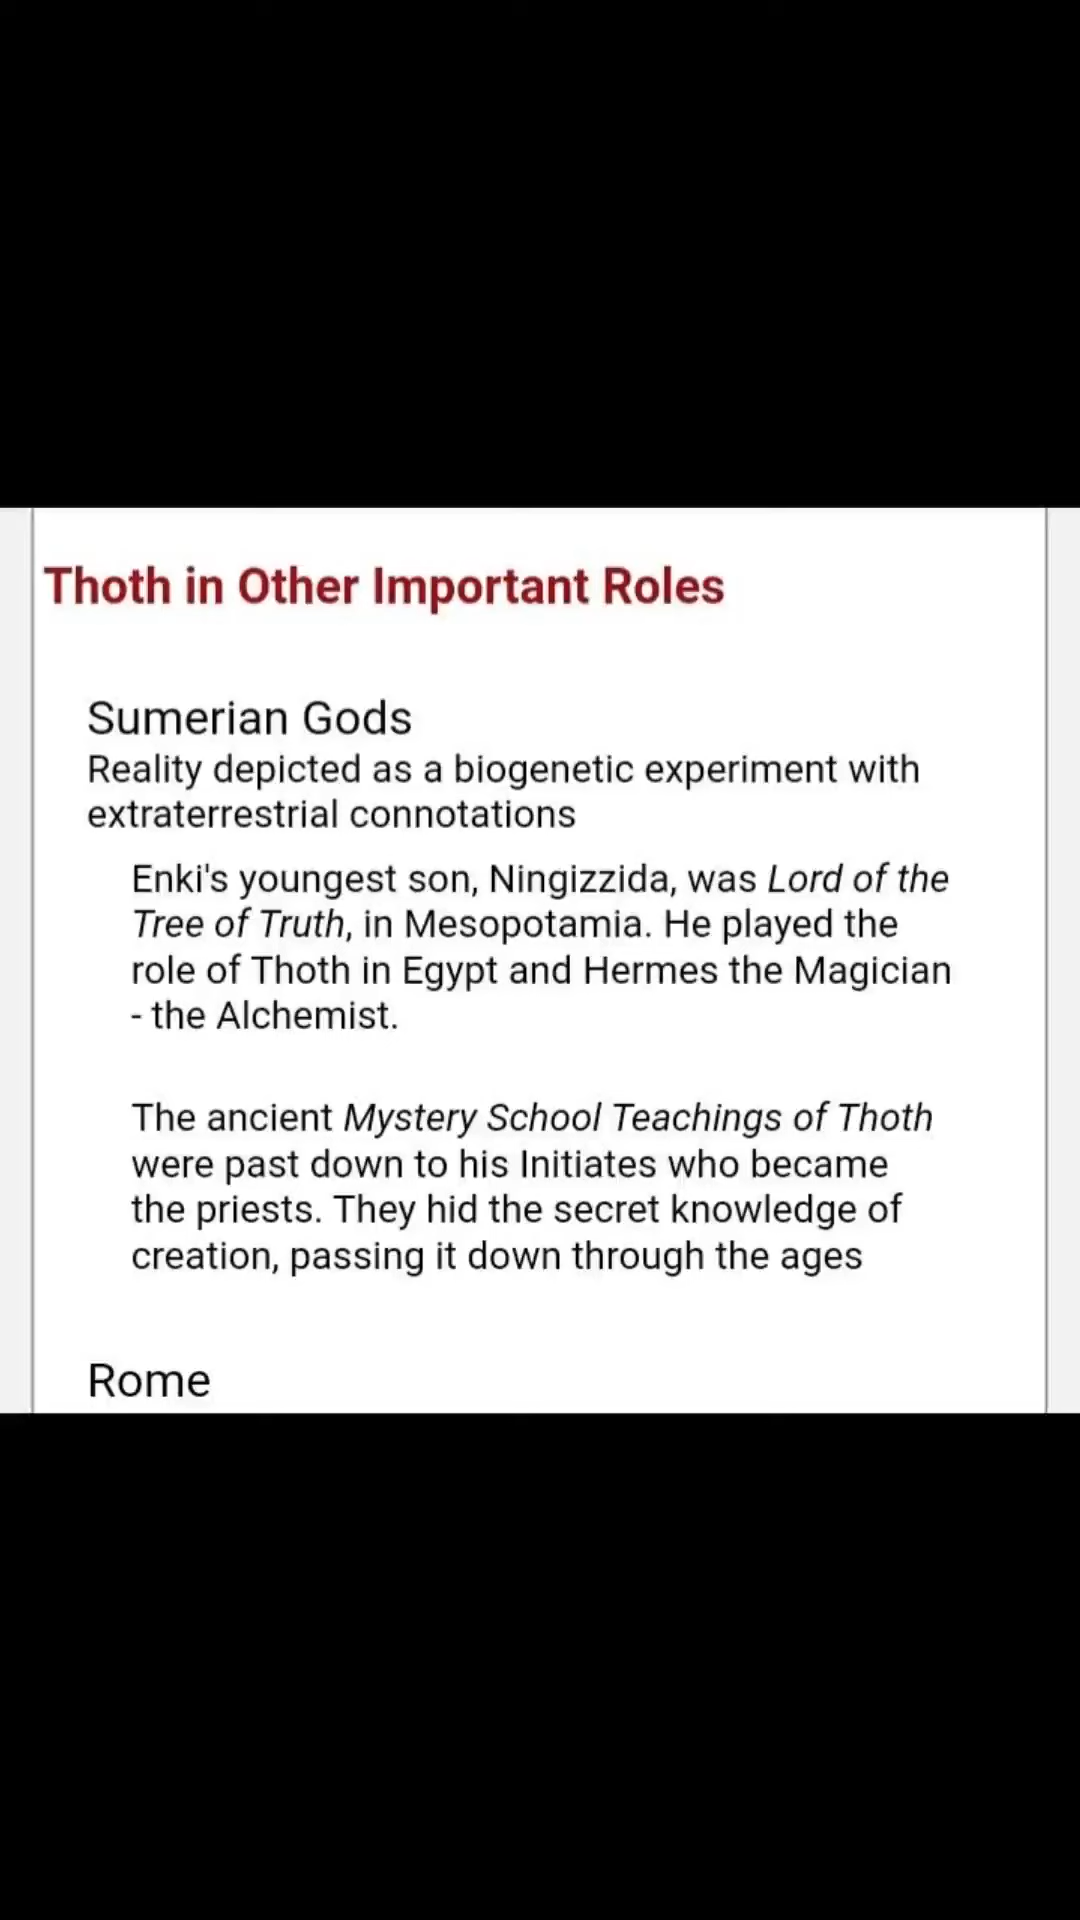 Thoth in Other Important Roles
Sumerian Gods
Reality depicted as a biogenetic experiment with
extraterrestrial connotations
Enki's youngest son, Ningizzida, was Lord of the
Tree of Truth, in Mesopotamia. He played the
role of Thoth in Egypt and Hermes the Magician
- the Alchemist.
The ancient Mystery School Teachings of Thoth
were past down to his Initiates who became
the priests. They hid the secret knowledge of
creation, passing it down through the ages
Rome